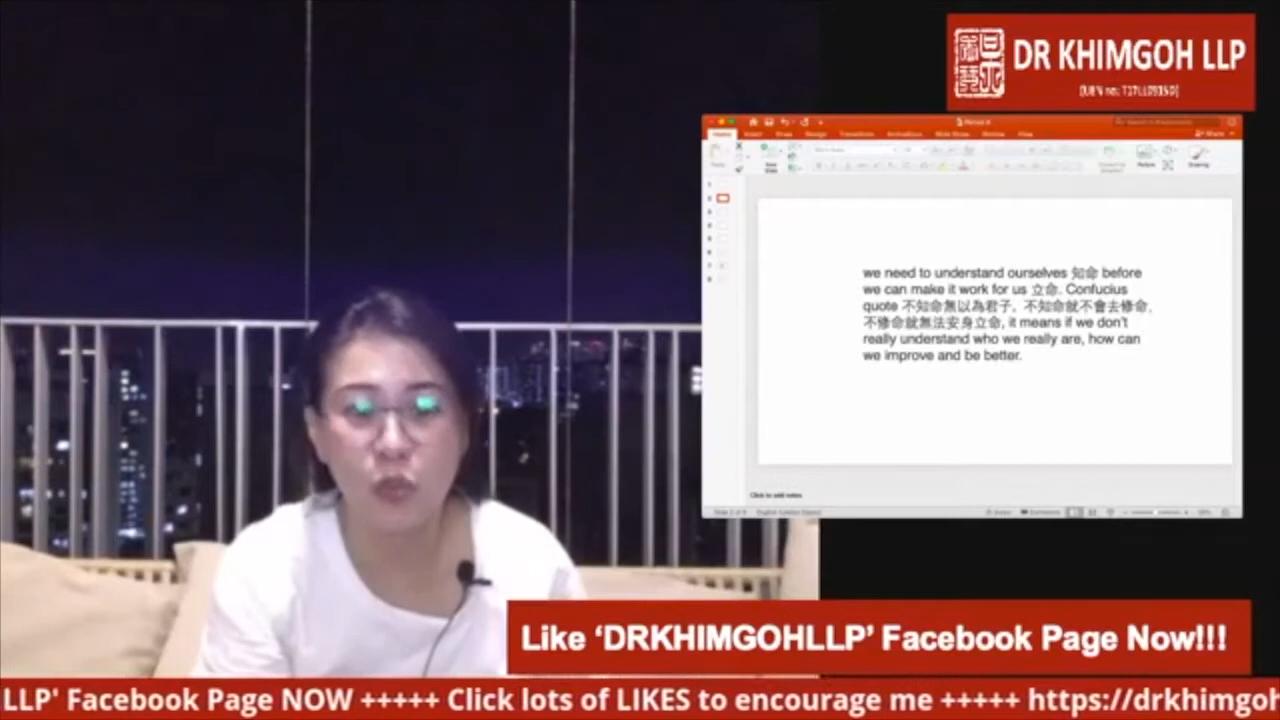 DR KHIMGOH LLP
we need to understand ourselves 知命 before
we can make it work for us 立命. Confucius
quote 不知命無以為君子, 不知命就不會去修命,
不修命就無法安身立命, it means if we don't
really understand who we really are, how can
we improve and be better.
Click to add notes
Like ‘DRKHIMGOHLLP’ Facebook Page Now!!!
LLP' Facebook Page NOW +++++ Click lots of LIKES to encourage me +++++ https://drkhimgoh